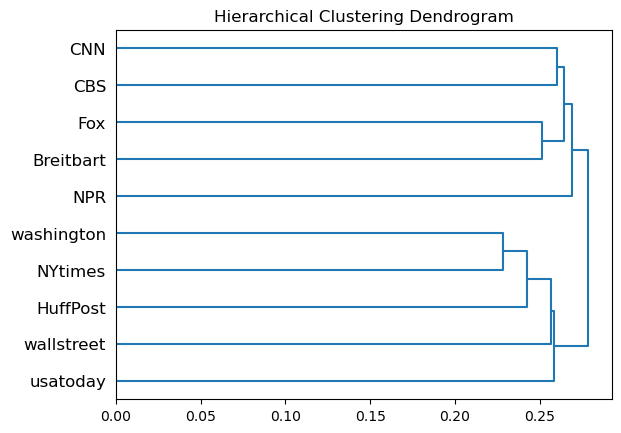 Hierarchical Clustering Dendrogram
CNN
CBS
Fox
Breitbart
NPR
washington
NYtimes
HuffPost
wallstreet
usatoday
0.00 0.05 0.10 0.15 0.20 0.25